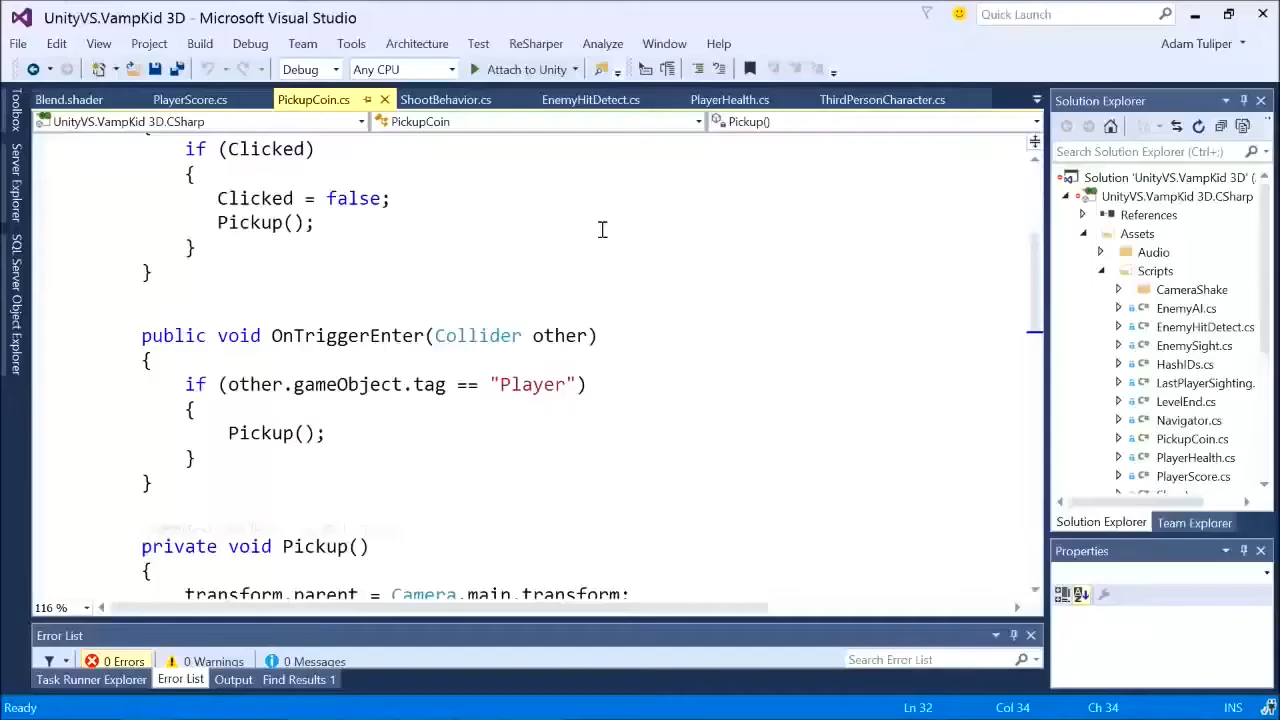 UnityVS.VampKid 3D - Microsoft Visual Studio
Quick Launch
File Edit View Project Build Debug Team Tools Architecture Test ReSharper Analyze Window Help
Adam Tuliper
Debug Any CPU Attach to Unity
Blend.shader PlayerScore.cs PickupCoin.cs ShootBehavior.cs EnemyHitDetect.cs PlayerHealth.cs ThirdPersonCharacter.cs
UnityVS.VampKid 3D.CSharp PickupCoin Pickup()
{
if (Clicked)
{
Clicked = false;
Pickup();
}
}
public void OnTriggerEnter(Collider other)
{
if (other.gameObject.tag == "Player")
{
Pickup();
}
}
private void Pickup()
{
transform.parent = Camera.main.transform;
116 %
Toolbox
Server Explorer
SQL Server Object Explorer
Solution Explorer
Search Solution Explorer (Ctrl+;)
Solution 'UnityVS.VampKid 3D' (
UnityVS.VampKid 3D.CSharp
References
Assets
Audio
Scripts
CameraShake
EnemyAI.cs
EnemyHitDetect.cs
EnemySight.cs
HashIDs.cs
LastPlayerSighting.
LevelEnd.cs
Navigator.cs
PickupCoin.cs
PlayerHealth.cs
PlayerScore.cs
Solution Explorer Team Explorer
Properties
Error List
0 Errors 0 Warnings 0 Messages
Search Error List
Task Runner Explorer Error List Output Find Results 1
Ready Ln 32 Col 34 Ch 34 INS